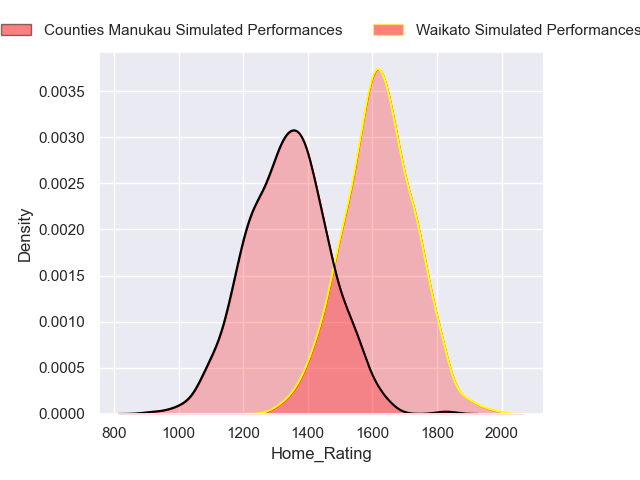 Counties Manukau Simulated Performances
Waikato Simulated Performances
0.0035
0.0030
0.0025
0.0020
0.0015
0.0010
0.0005
0.0000
Density
800 1000 1200 1400 1600 1800 2000
Home_Rating